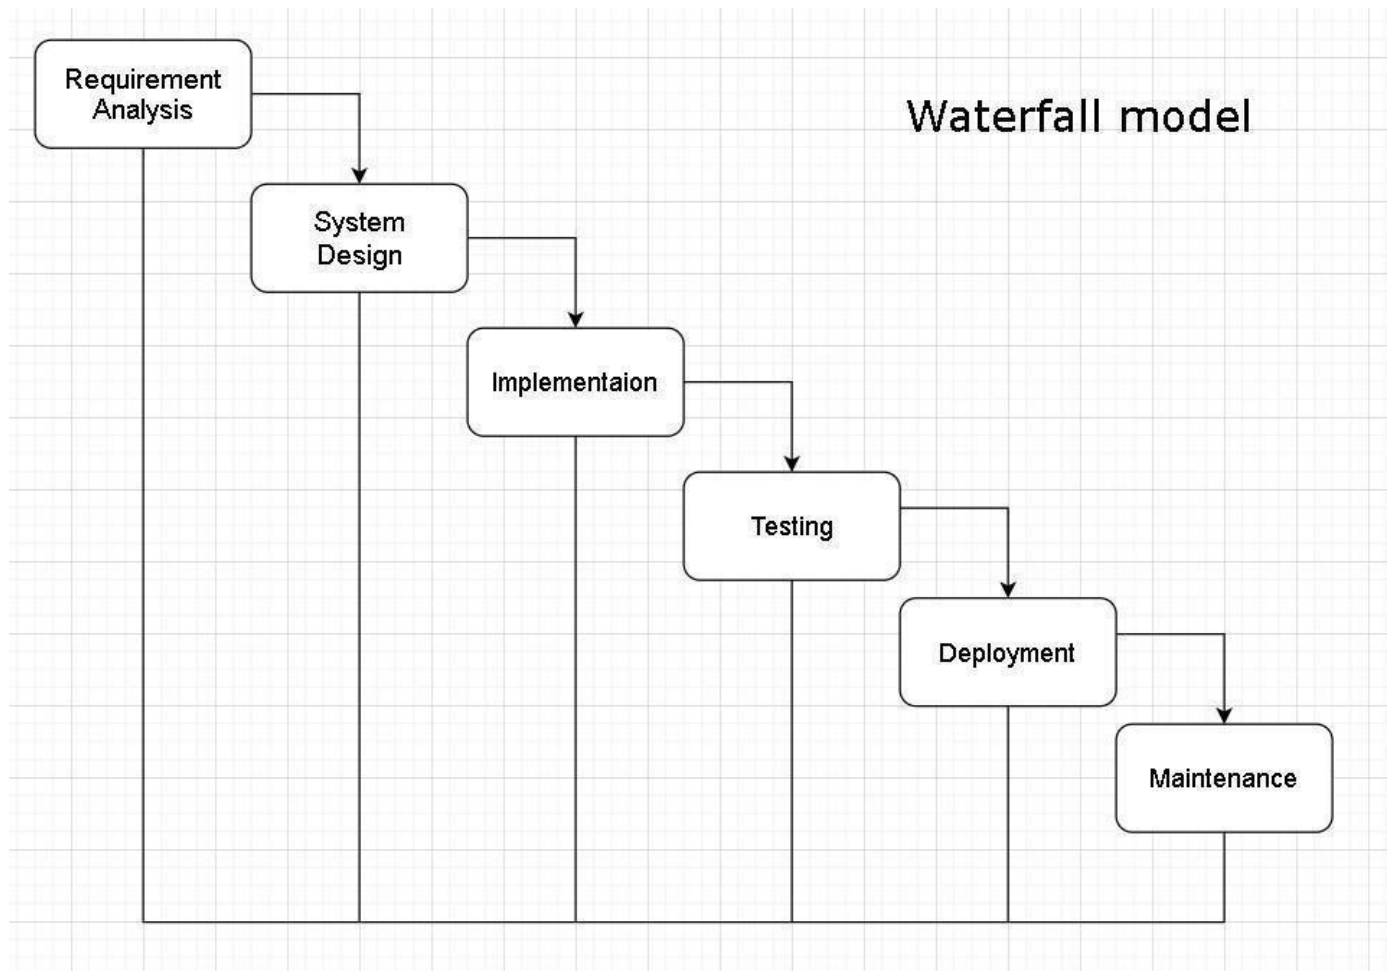 Requirement
Analysis
Waterfall model
System
Design
Implementaion
Testing
Deployment
Maintenance